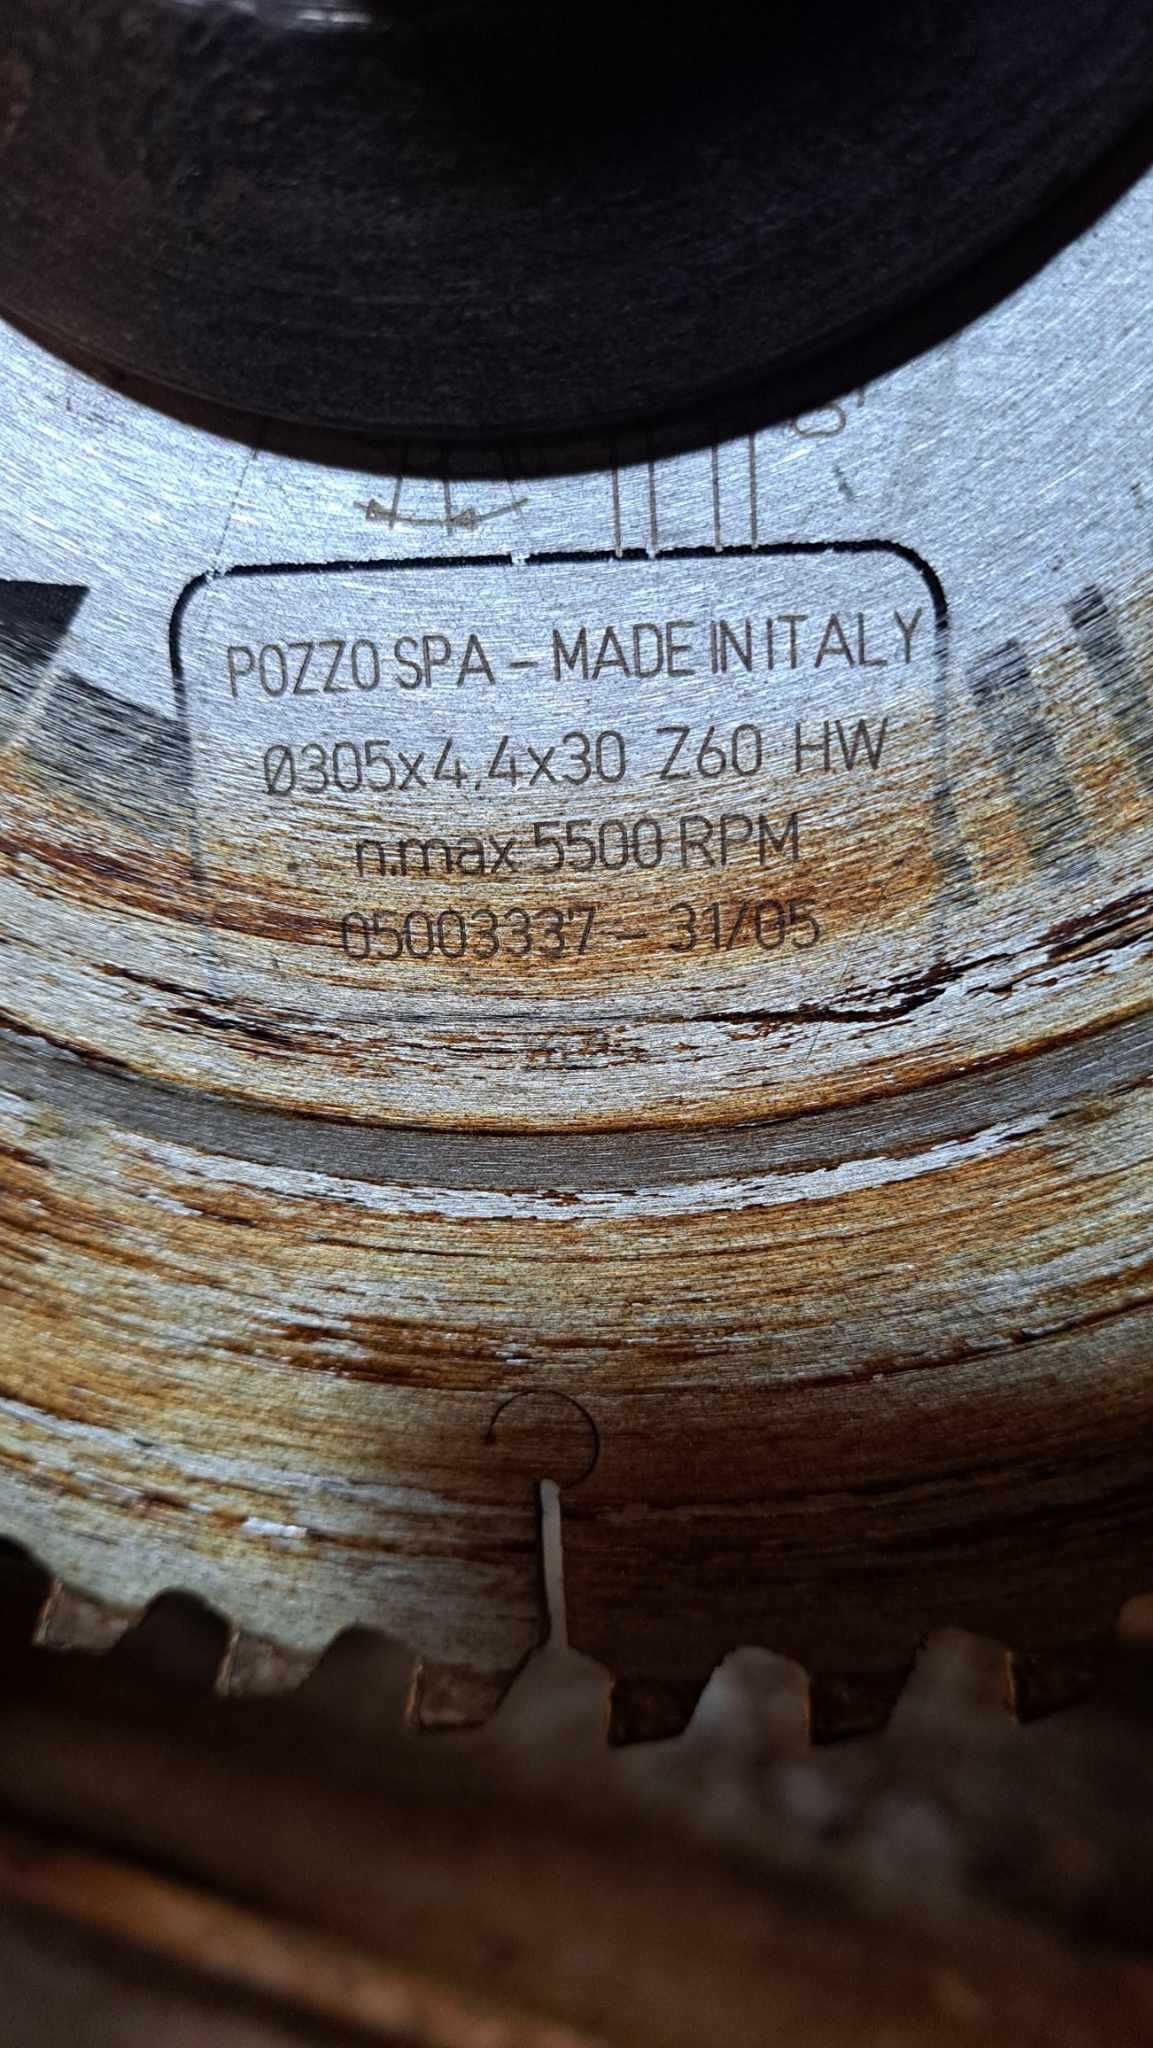 POZZO SPA - MADE IN ITALY
Ø305x4,4x30 Z60 HW
n.max 5500 RPM
05003337 - 31/05